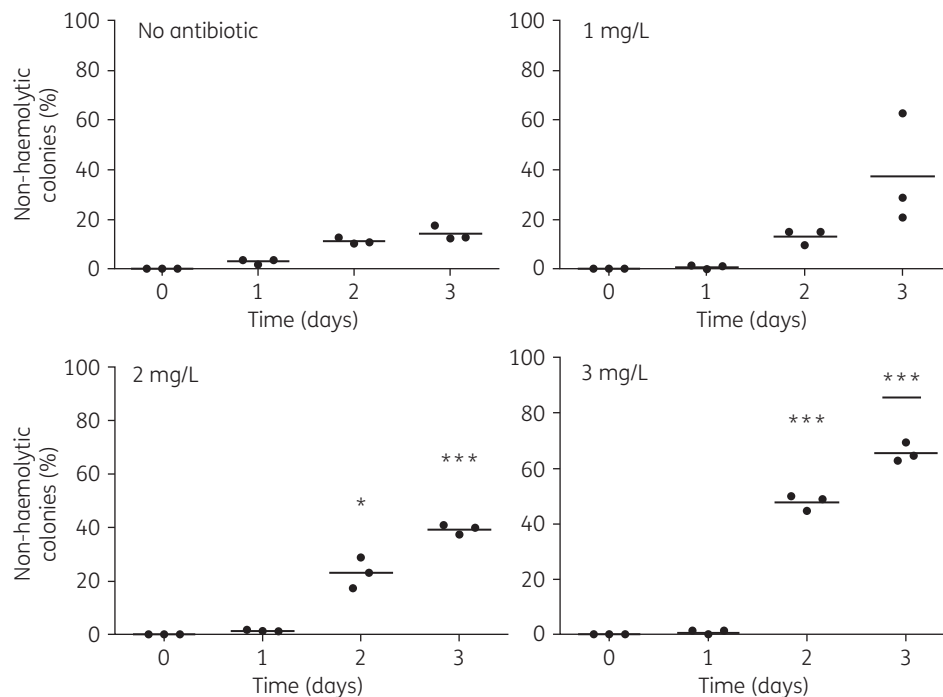 No antibiotic
Non-haemolytic
colonies (%)
100
80
60
40
20
0
0 1 2 3
Time (days)
1 mg/L
100
80
60
40
20
0
0 1 2 3
Time (days)
2 mg/L
Non-haemolytic
colonies (%)
100
80
60
40
20
0
*
***
0 1 2 3
Time (days)
3 mg/L
100
80
60
40
20
0
***
***
0 1 2 3
Time (days)